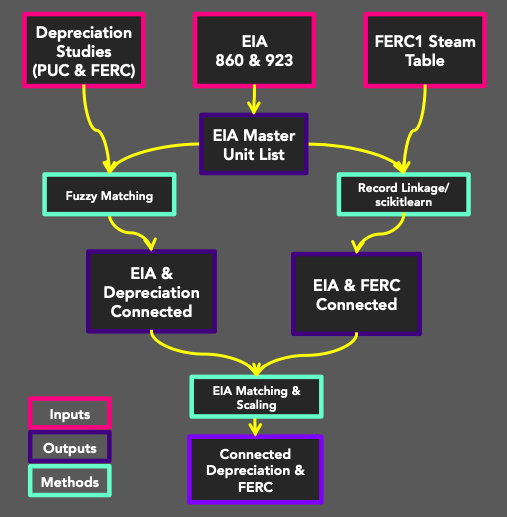 Depreciation
Studies
(PUC & FERC)
EIA
860 & 923
FERC1 Steam
Table
EIA Master
Unit List
Fuzzy Matching
Record Linkage/
scikitlearn
EIA &
Depreciation
Connected
EIA & FERC
Connected
EIA Matching &
Scaling
Connected
Depreciation &
FERC
Inputs
Outputs
Methods